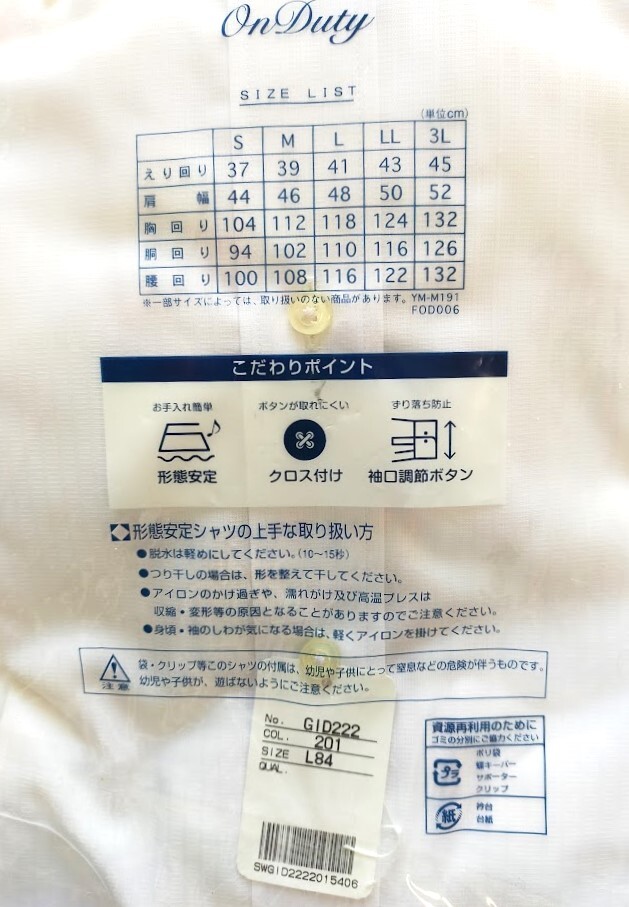 On Duty
SIZE LIST
(単位cm)
S M L LL 3L
えり回り 37 39 41 43 45
肩幅 44 46 48 50 52
胸回り 104 112 118 124 132
胴回り 94 102 110 116 126
腰回り 100 108 116 122 132
※一部サイズによっては、取り扱いのない商品があります。 YM-M191
FOD006
こだわりポイント
お手入れ簡単 ボタンが取れにくい ずり落ち防止
形態安定 クロス付け 袖口調節ボタン
形態安定シャツの上手な取り扱い方
●脱水は軽めにしてください。(10〜15秒)
●つり干しの場合は、形を整えて干してください。
●アイロンのかけ過ぎや、濡れがけ及び高温プレスは
収縮・変形等の原因となることがありますのでご注意ください。
●身頃・袖のしわが気になる場合は、軽くアイロンを掛けてください。
注意
袋・クリップ等このシャツの付属は、幼児や子供にとって窒息などの危険が伴うものです。
幼児や子供が、遊ばないようにご注意ください。
No. GID222
COL. 201
SIZE L84
QUAL.
SWGID2222015406
資源再利用のために
ゴミの分別にご協力ください
プラ
ポリ袋
蝶キーパー
サポーター
クリップ
紙
衿台
台紙